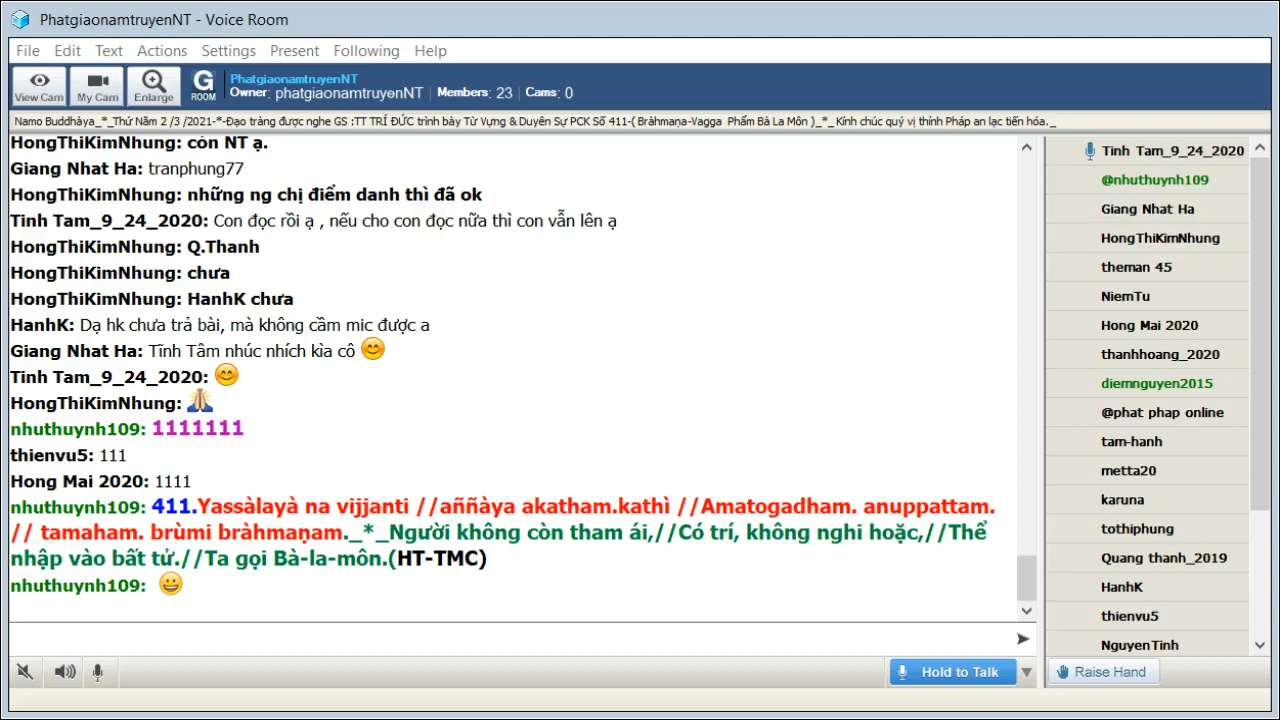 PhatgiaonamtruyenNT - Voice Room
File Edit Text Actions Settings Present Following Help
View Cam My Cam Enlarge G ROOM
PhatgiaonamtruyenNT
Owner: phatgiaonamtruyenNT Members: 23 Cams: 0
Namo Buddhàya_*_Thứ Năm 2 /3 /2021-*-Đạo tràng được nghe GS :TT TRÍ ĐỨC trình bày Từ Vựng & Duyên Sự PCK Số 411-( Bràhmaṇa-Vagga Phẩm Bà La Môn )_*_ Kính chúc quý vị thính Pháp an lạc tiến hóa._
HongThiKimNhung: còn NT ạ.
Giang Nhat Ha: tranphung77
HongThiKimNhung: những ng chị điểm danh thì đã ok
Tinh Tam_9_24_2020: Con đọc rồi ạ , nếu cho con đọc nữa thì con vẫn lên ạ
HongThiKimNhung: Q.Thanh
HongThiKimNhung: chưa
HongThiKimNhung: HanhK chưa
HanhK: Dạ hk chưa trả bài, mà không cầm mic được a
Giang Nhat Ha: Tĩnh Tâm nhúc nhích kìa cô 😊
Tinh Tam_9_24_2020: 😊
HongThiKimNhung: 🙏
nhuthuynh109: 1111111
thienvu5: 111
Hong Mai 2020: 1111
nhuthuynh109: 411.Yassàlayà na vijjanti //aññàya akatham.kathì //Amatogadham. anuppattam.
// tamaham. brùmi bràhmaṇam._*_Người không còn tham ái,//Có trí, không nghi hoặc,//Thể
nhập vào bất tử.//Ta gọi Bà-la-môn.(HT-TMC)
nhuthuynh109: 😀
Hold to Talk
Tinh Tam_9_24_2020
@nhuthuynh109
Giang Nhat Ha
HongThiKimNhung
theman 45
NiemTu
Hong Mai 2020
thanhhoang_2020
diemnguyen2015
@phat phap online
tam-hanh
metta20
karuna
tothiphung
Quang thanh_2019
HanhK
thienvu5
NguyenTinh
Raise Hand